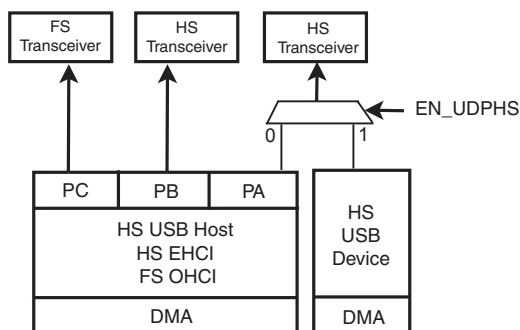 FS
Transceiver
HS
Transceiver
HS
Transceiver
EN_UDPHS
0
1
PC
PB
PA
HS USB Host
HS EHCI
FS OHCI
DMA
HS
USB
Device
DMA